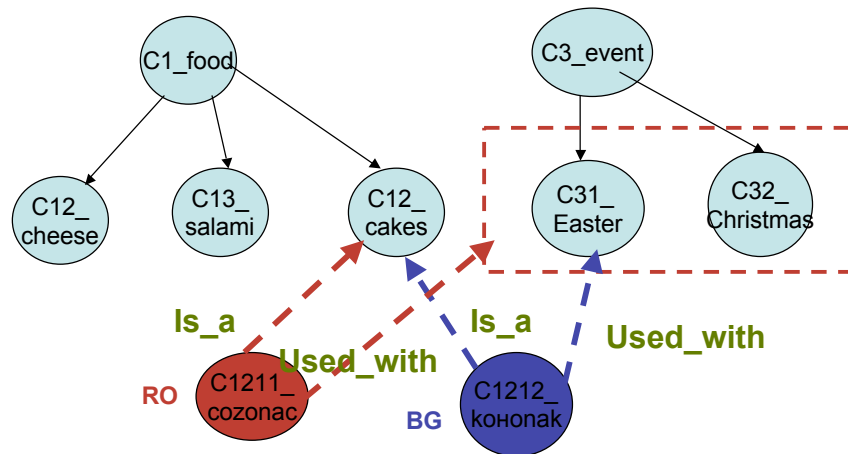 C1_food
C3_event
C12_
cheese
C13_
salami
C12_
cakes
C31_
Easter
C32_
Christmas
Is_a
Used_with
Is_a
Used_with
RO
C1211_
cozonac
BG
C1212_
кoнonak